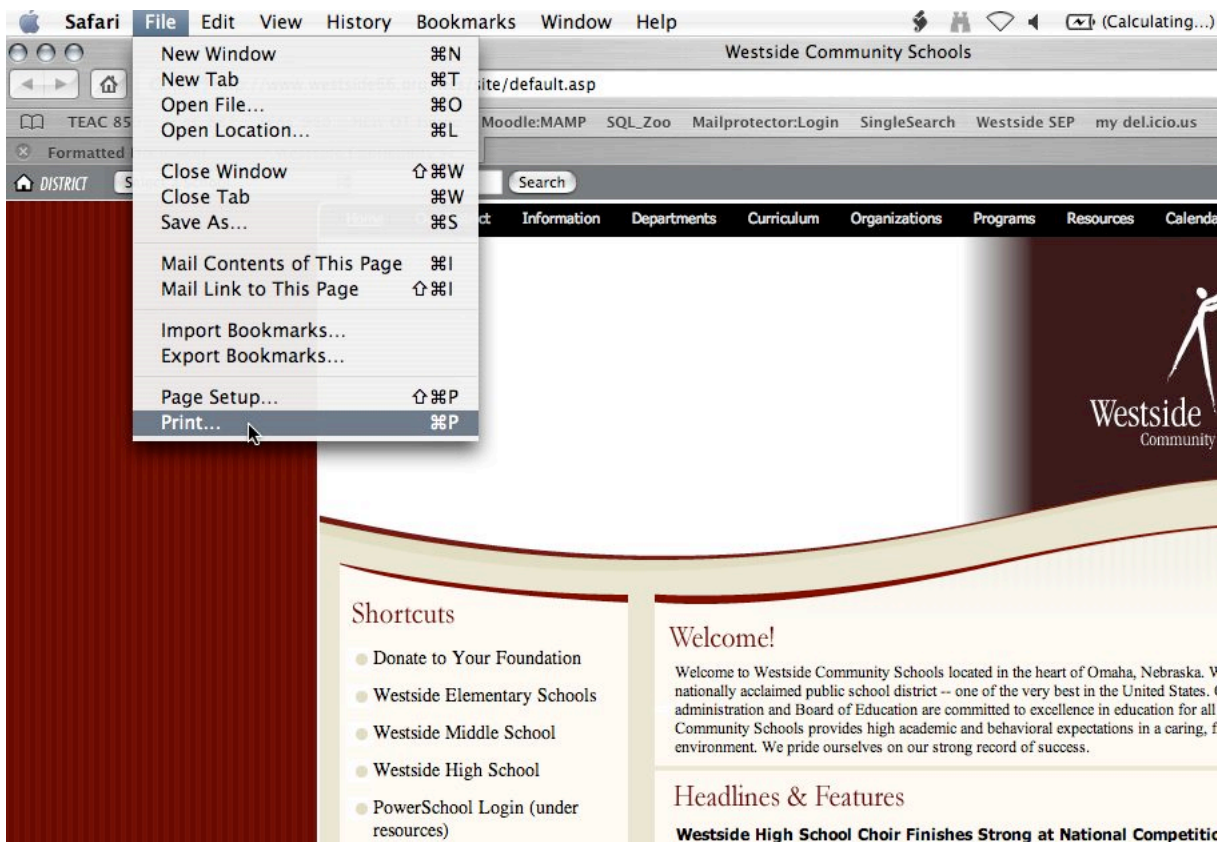 Safari File Edit View History Bookmarks Window Help (Calculating...)
Westside Community Schools
New Window ⌘N
New Tab ⌘T
Open File... ⌘O
Open Location... ⌘L
Close Window ⇧⌘W
Close Tab ⌘W
Save As... ⌘S
Mail Contents of This Page ⌘I
Mail Link to This Page ⇧⌘I
Import Bookmarks...
Export Bookmarks...
Page Setup... ⇧⌘P
Print... ⌘P
site/default.asp
TEAC 85 Moodle:MAMP SQL_Zoo Mailprotector:Login SingleSearch Westside SEP my del.icio.us
Formatted
DISTRICT S Search
ct Information Departments Curriculum Organizations Programs Resources Calenda
Westside
Community
Shortcuts
Donate to Your Foundation
Westside Elementary Schools
Westside Middle School
Westside High School
PowerSchool Login (under
resources)
Welcome!
Welcome to Westside Community Schools located in the heart of Omaha, Nebraska. W
nationally acclaimed public school district -- one of the very best in the United States.
administration and Board of Education are committed to excellence in education for all
Community Schools provides high academic and behavioral expectations in a caring, f
environment. We pride ourselves on our strong record of success.
Headlines & Features
Westside High School Choir Finishes Strong at National Competitio